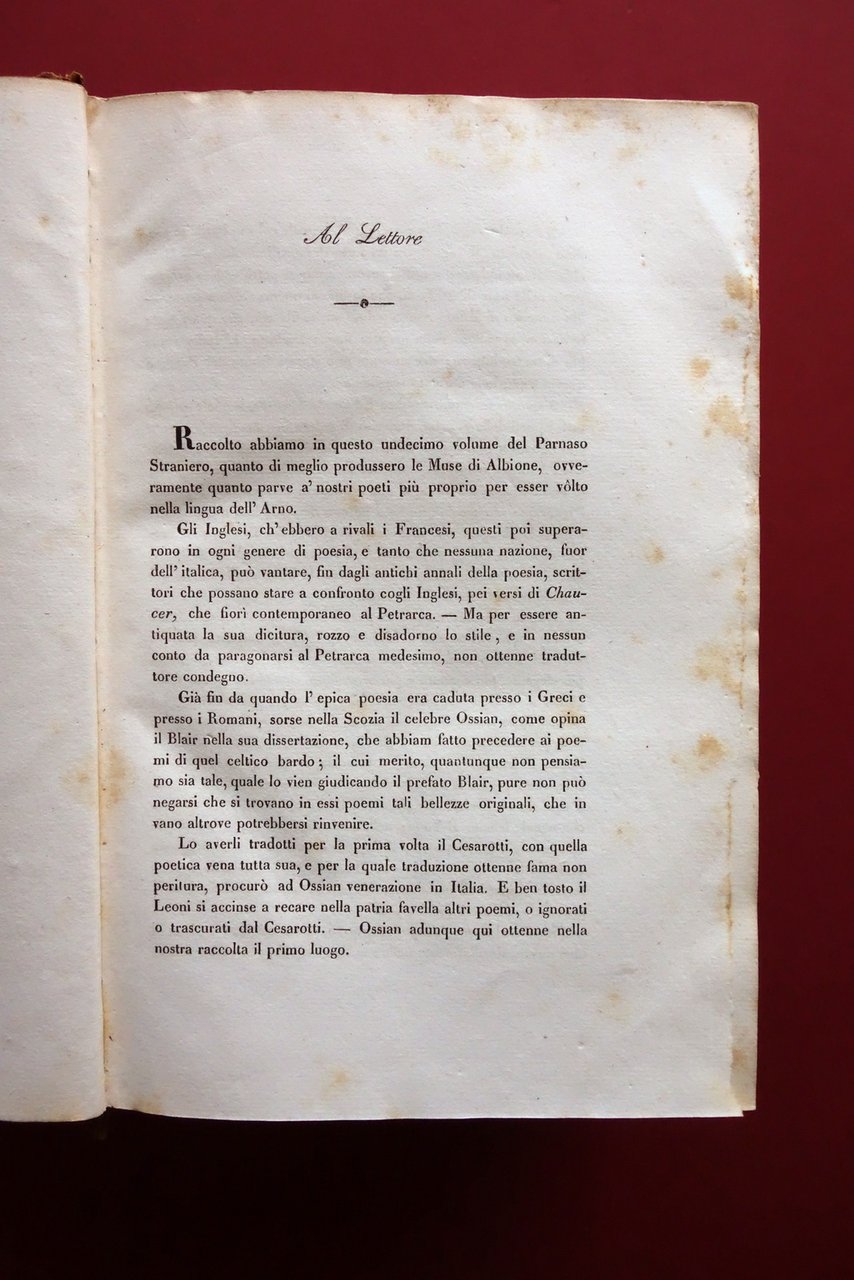 Al Lettore
Raccolto abbiamo in questo undecimo volume del Parnaso
Straniero, quanto di meglio produssero le Muse di Albione, ovve-
ramente quanto parve a' nostri poeti più proprio per esser vôlto
nella lingua dell' Arno.
Gli Inglesi, ch' ebbero a rivali i Francesi, questi poi supera-
rono in ogni genere di poesia, e tanto che nessuna nazione, fuor
dell' italica, può vantare, fin dagli antichi annali della poesia, scrit-
tori che possano stare a confronto cogli Inglesi, pei versi di Chau-
cer, che fiorì contemporaneo al Petrarca. — Ma per essere an-
tiquata la sua dicitura, rozzo e disadorno lo stile, e in nessun
conto da paragonarsi al Petrarca medesimo, non ottenne tradut-
tore condegno.
Già fin da quando l' epica poesia era caduta presso i Greci e
presso i Romani, sorse nella Scozia il celebre Ossian, come opina
il Blair nella sua dissertazione, che abbiam fatto precedere ai poe-
mi di quel celtico bardo; il cui merito, quantunque non pensia-
mo sia tale, quale lo vien giudicando il prefato Blair, pure non può
negarsi che si trovano in essi poemi tali bellezze originali, che in
vano altrove potrebbersi rinvenire.
Lo averli tradotti per la prima volta il Cesarotti, con quella
poetica vena tutta sua, e per la quale traduzione ottenne fama non
peritura, procurò ad Ossian venerazione in Italia. E ben tosto il
Leoni si accinse a recare nella patria favella altri poemi, o ignorati
o trascurati dal Cesarotti. — Ossian adunque qui ottenne nella
nostra raccolta il primo luogo.